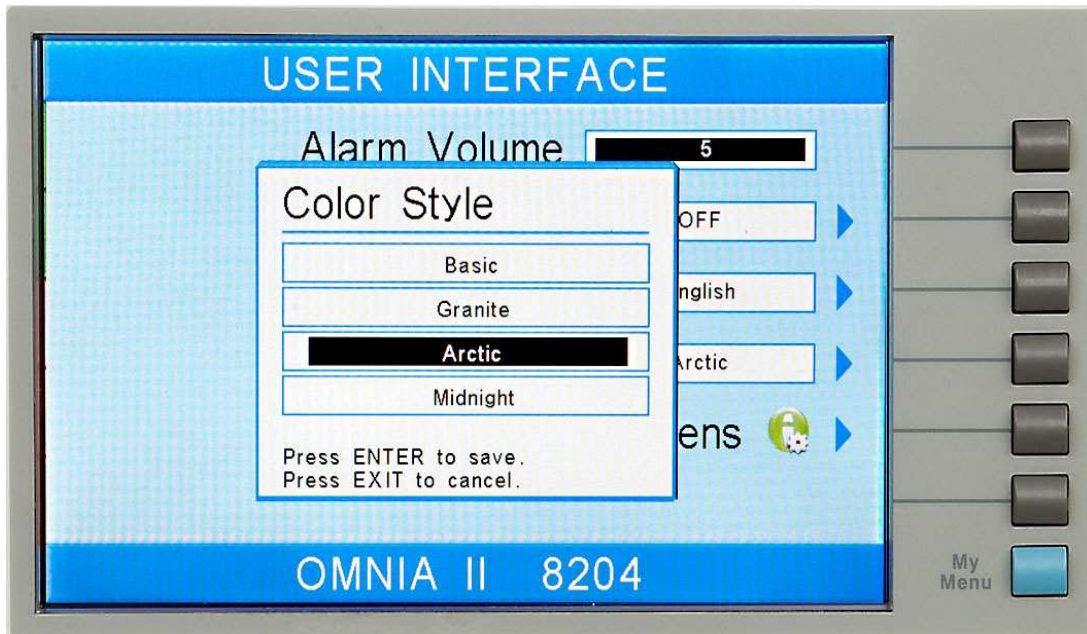 USER INTERFACE
Alarm Volume 5
Color Style
OFF
Basic
nglish
Granite
Arctic
Arctic
Midnight
ens
Press ENTER to save.
Press EXIT to cancel.
OMNIA II 8204
My
Menu